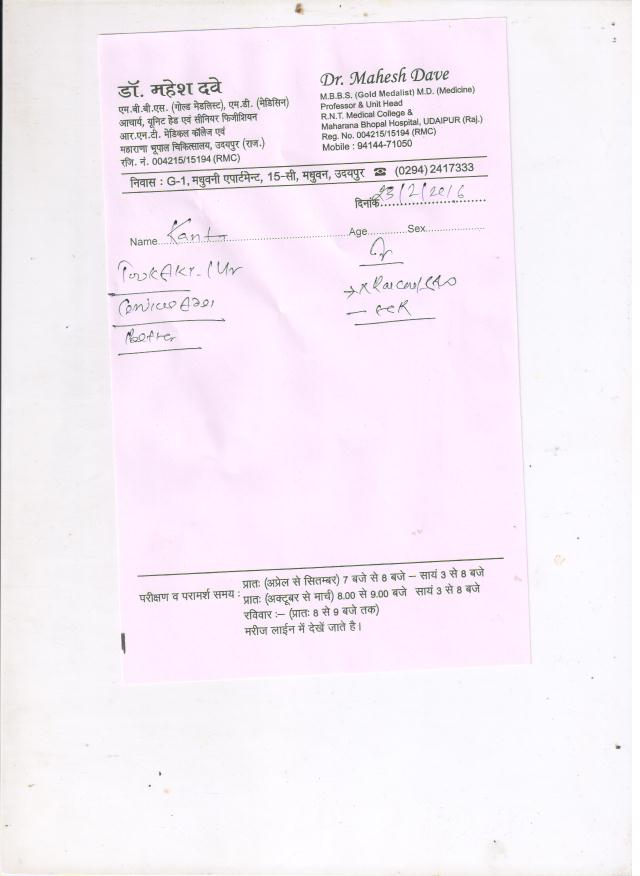 डॉ. महेश दवे
एम.बी.बी.एस. (गोल्ड मेडलिस्ट), एम.डी. (मेडिसिन)
आचार्य, यूनिट हेड एवं सीनियर फिजीशियन
आर.एन.टी. मेडिकल कॉलेज एवं
महाराणा भूपाल चिकित्सालय, उदयपुर (राज.)
रजि. नं. 004215/15194 (RMC)
Dr. Mahesh Dave
M.B.B.S. (Gold Medalist) M.D. (Medicine)
Professor & Unit Head
R.N.T. Medical College &
Maharana Bhopal Hospital, UDAIPUR (Raj.)
Reg. No. 004215/15194 (RMC)
Mobile : 94144-71050
निवास : G-1, मधुवनी एपार्टमेन्ट, 15-सी, मधुवन, उदयपुर ☎ (0294) 2417333
दिनांक 23/2/2016
Name Kant Age Sex
परीक्षण व परामर्श समय :
प्रातः (अप्रेल से सितम्बर) 7 बजे से 8 बजे – सायं 3 से 8 बजे
प्रातः (अक्टूबर से मार्च) 8.00 से 9.00 बजे सायं 3 से 8 बजे
रविवार :– (प्रातः 8 से 9 बजे तक)
मरीज लाईन में देखें जाते है।